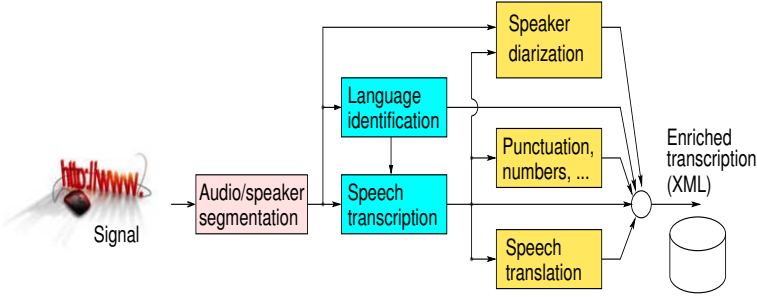 http://www.
Signal
Audio/speaker
segmentation
Language
identification
Speech
transcription
Speaker
diarization
Punctuation,
numbers, ...
Speech
translation
Enriched
transcription
(XML)